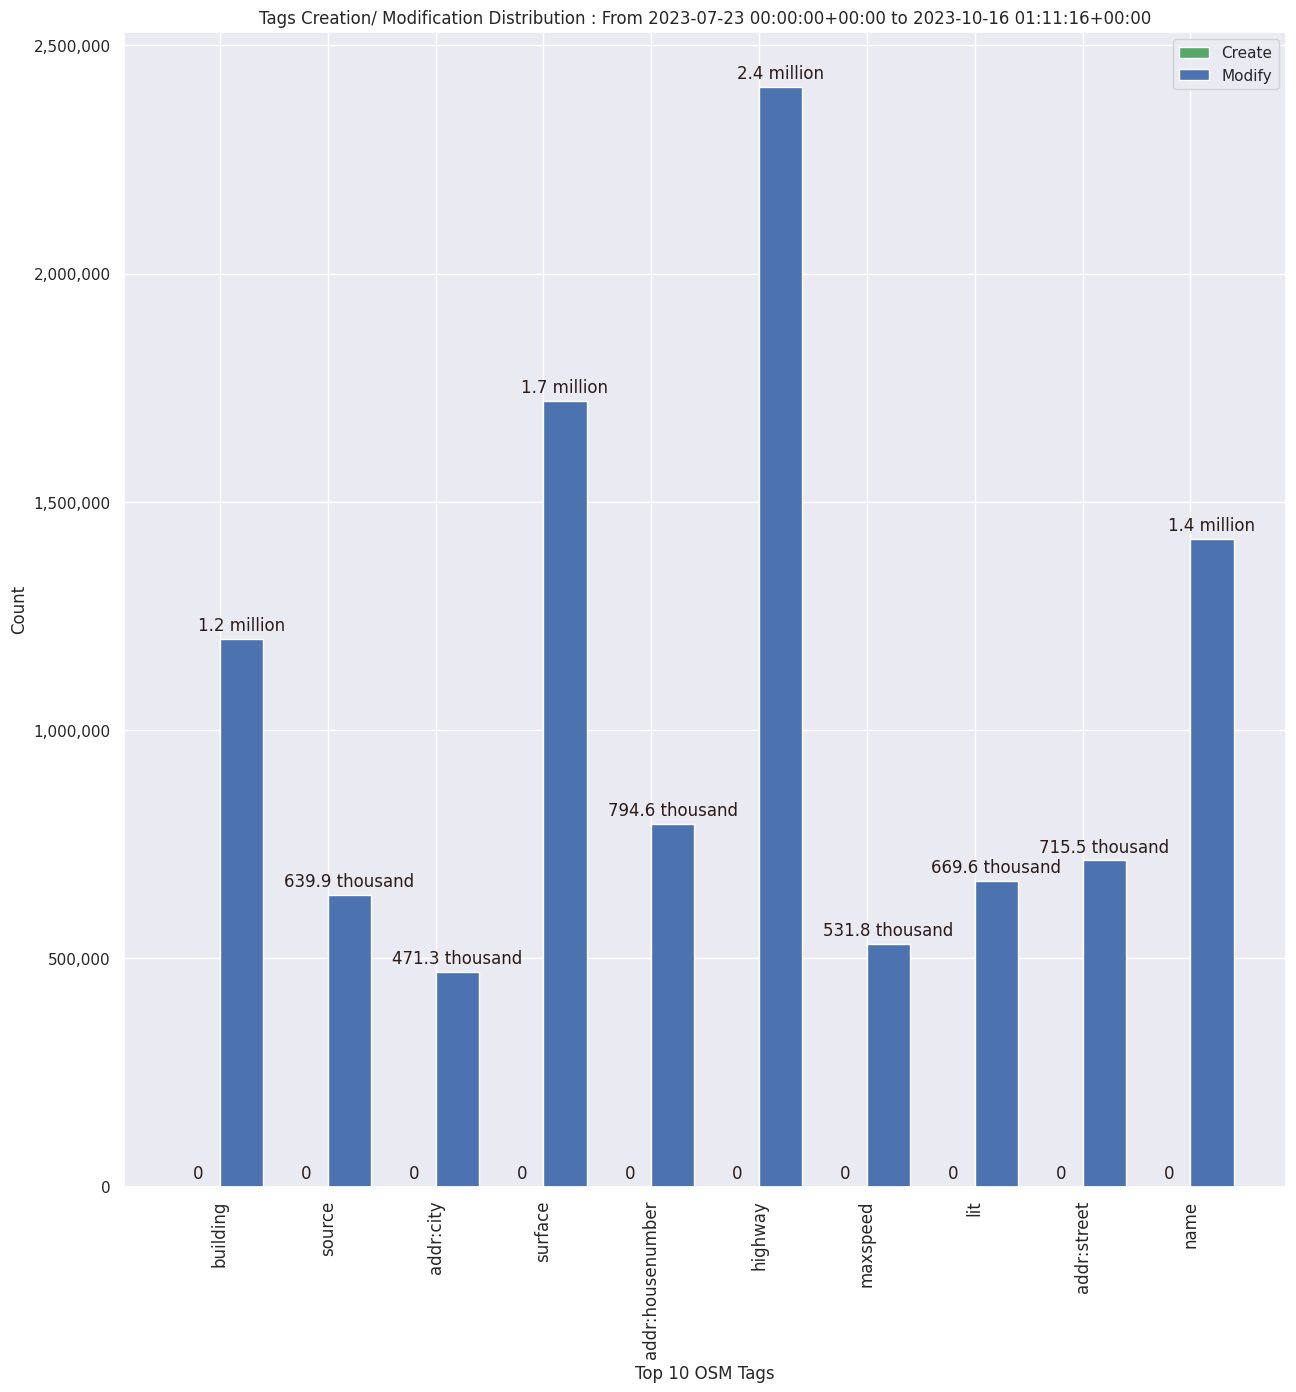 Tags Creation/ Modification Distribution : From 2023-07-23 00:00:00+00:00 to 2023-10-16 01:11:16+00:00
Create
Modify
2,500,000
2,000,000
1,500,000
1,000,000
500,000
0
Count
1.2 million
639.9 thousand
471.3 thousand
1.7 million
794.6 thousand
2.4 million
531.8 thousand
669.6 thousand
715.5 thousand
1.4 million
0
0
0
0
0
0
0
0
0
0
building
source
addr:city
surface
addr:housenumber
highway
maxspeed
lit
addr:street
name
Top 10 OSM Tags